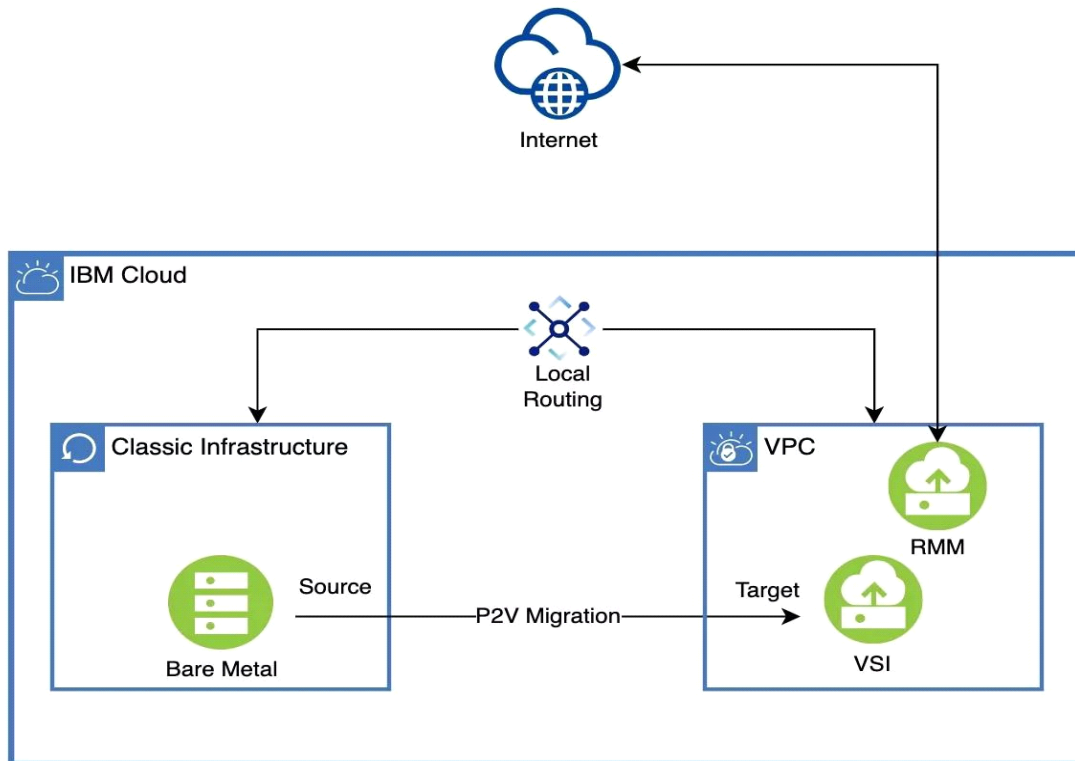 Internet
IBM Cloud
Local
Routing
Classic Infrastructure
VPC
RMM
Source
Target
P2V Migration
Bare Metal
VSI